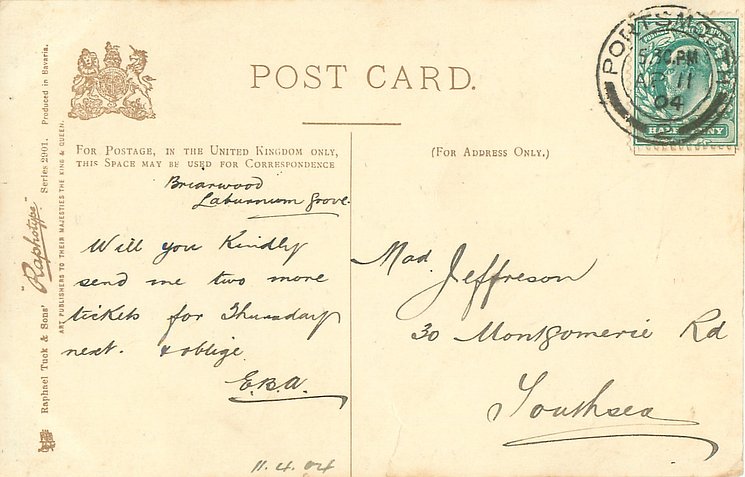 POST CARD.
PORTSMOUTH
7.30 PM
AP 11
04
HALF PENNY
FOR POSTAGE, IN THE UNITED KINGDOM ONLY,
THIS SPACE MAY BE USED FOR CORRESPONDENCE
(FOR ADDRESS ONLY.)
Briarwood
Laburnum Grove.
Will you kindly
send me two more
tickets for Thursday
next. & oblige
E.B.A.
11.4.04
Mad. Jeffreson
30 Montgomerie Rd
Southsea
Raphael Tuck & Sons' "Raphotype" Series 2901. Produced in Bavaria.
ART PUBLISHERS TO THEIR MAJESTIES THE KING & QUEEN.